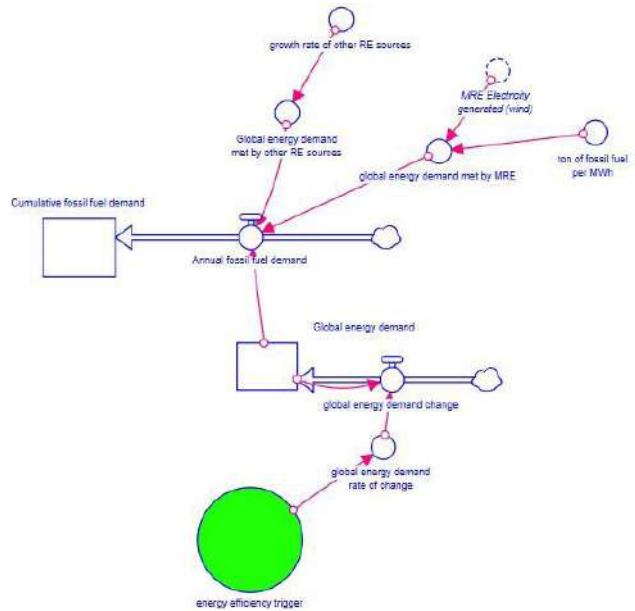 growth rate of other RE sources
MRE Electricity
generated (wind)
Global energy demand
met by other RE sources
ton of fossil fuel
per MWh
global energy demand met by MRE
Cumulative fossil fuel demand
Annual fossil fuel demand
Global energy demand
global energy demand change
global energy demand
rate of change
energy efficiency trigger